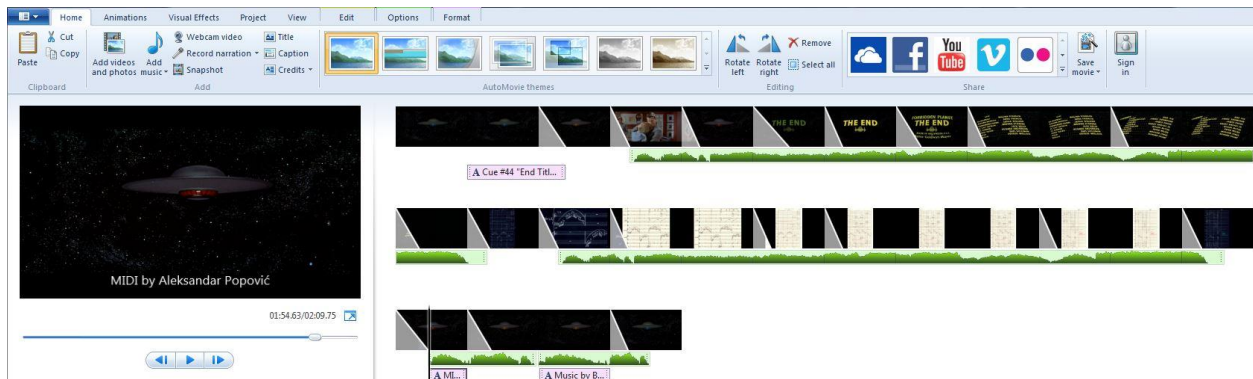 Home Animations Visual Effects Project View Edit Options Format
Paste
Cut
Copy
Clipboard
Add videos and photos
Add music
Webcam video
Record narration
Snapshot
Title
Caption
Credits
Add
AutoMovie themes
Rotate left
Rotate right
Remove
Select all
Editing
You
Tube
Share
Save movie
Sign in
MIDI by Aleksandar Popović
01:54.63/02:09.75
THE END
THE END
FORBIDDEN PLANET
THE END
A Cue #44 "End Titl...
A MI...
A Music by B...